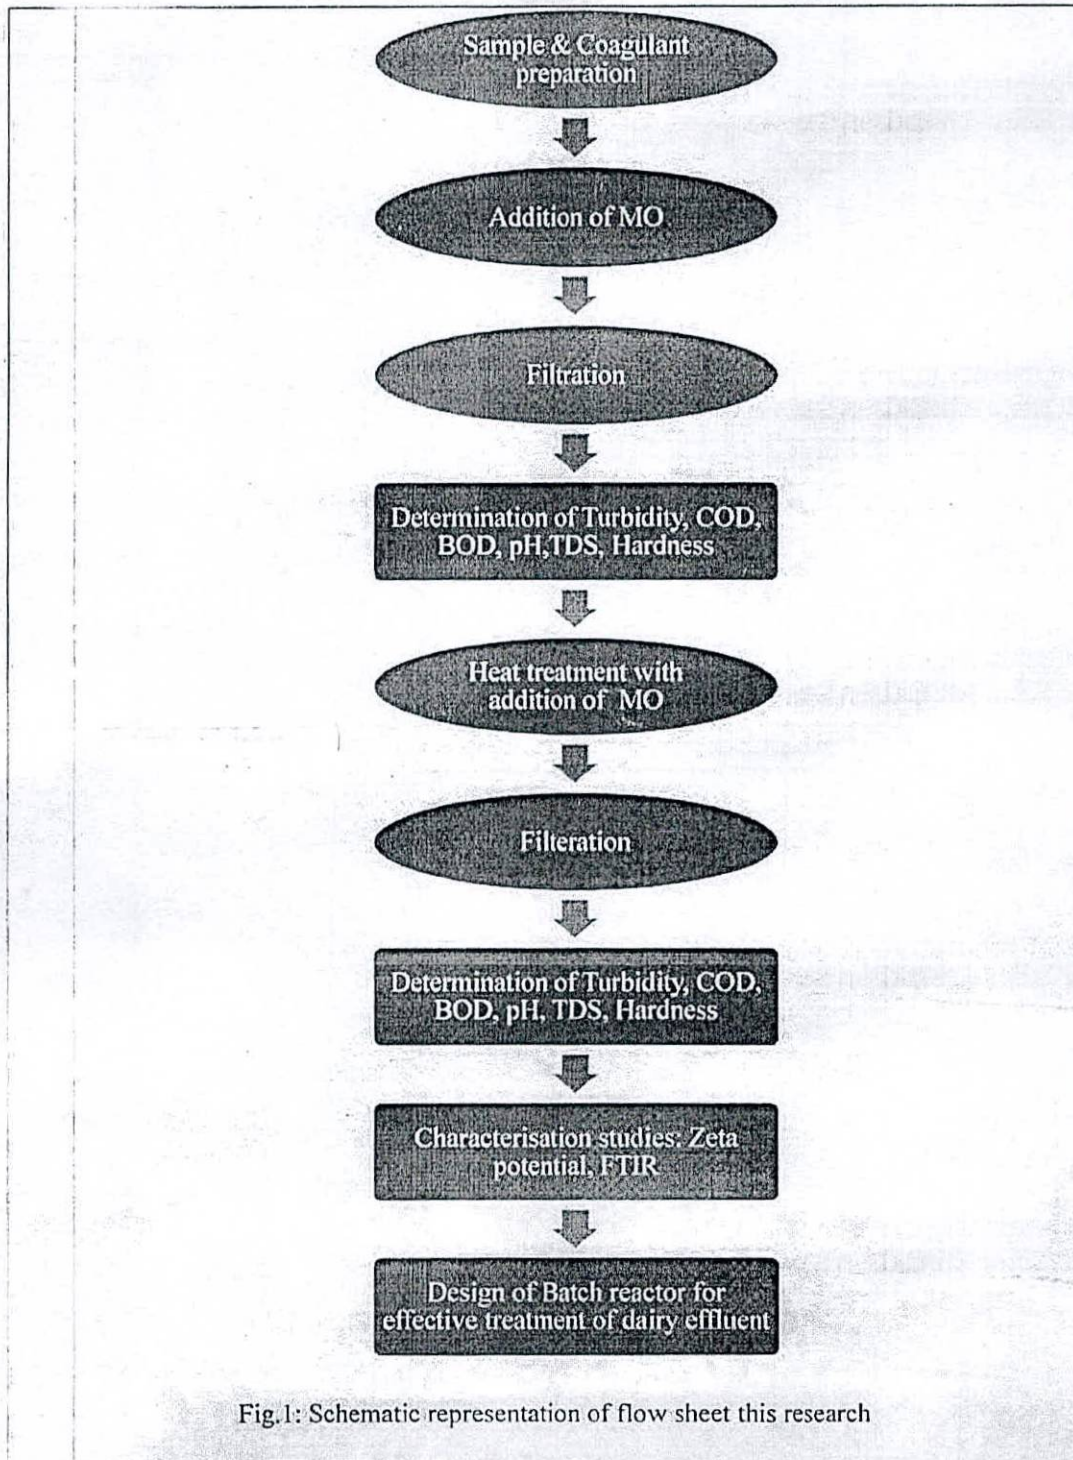 Sample & Coagulant
preparation
Addition of MO
Filtration
Determination of Turbidity, COD,
BOD, pH,TDS, Hardness
Heat treatment with
addition of MO
Filteration
Determination of Turbidity, COD,
BOD, pH, TDS, Hardness
Characterisation studies: Zeta
potential, FTIR
Design of Batch reactor for
effective treatment of dairy effluent
Fig.1: Schematic representation of flow sheet this research